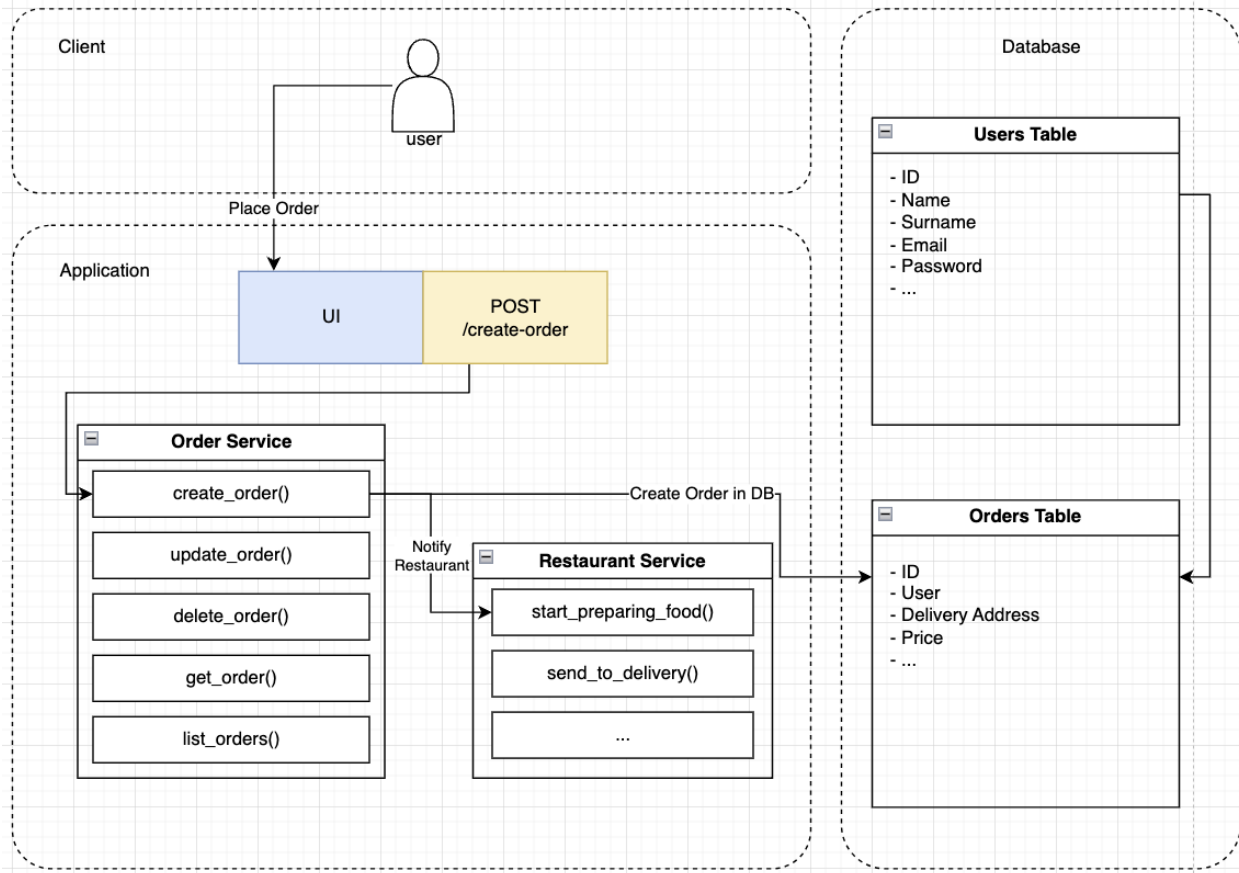 Client
user
Place Order
Application
UI
POST
/create-order
Order Service
create_order()
update_order()
delete_order()
get_order()
list_orders()
Notify
Restaurant
Create Order in DB
Restaurant Service
start_preparing_food()
send_to_delivery()
...
Database
Users Table
- ID
- Name
- Surname
- Email
- Password
- ...
Orders Table
- ID
- User
- Delivery Address
- Price
- ...